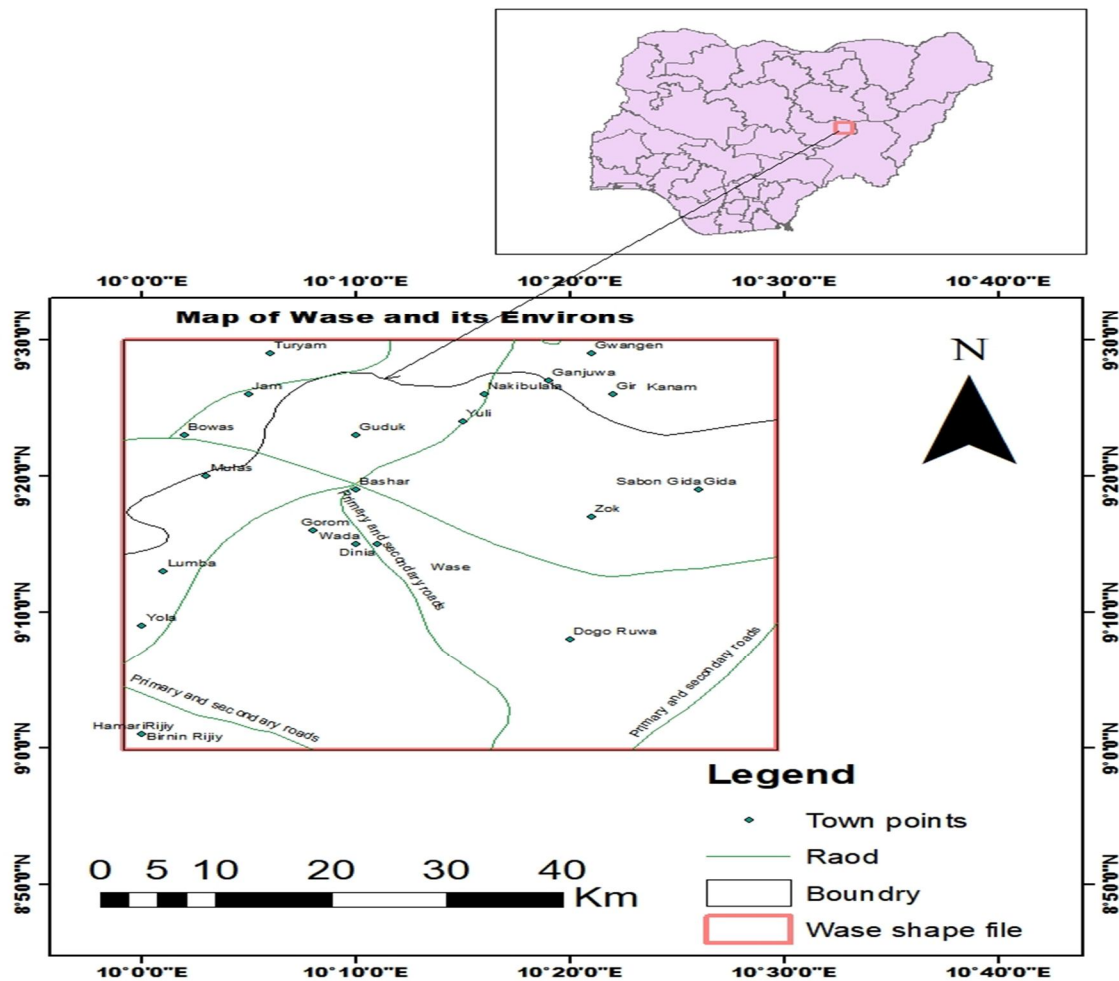 10°0'0"E 10°10'0"E 10°20'0"E 10°30'0"E 10°40'0"E
Map of Wase and its Environs
9°30'0"N 9°30'0"N
N
Turyam
Gwangen
Ganjuwa
Jam
Nakibulala
Gir Kanam
Yuli
Bowas
Guduk
9°20'0"N 9°20'0"N
Mulas
Bashar
Sabon Gida Gida
Zok
Gorom
Wada
Dinia
Primary and secondary roads
Wase
Lumba
9°10'0"N 9°10'0"N
Yola
Dogo Ruwa
Primary and secondary roads
Primary and secondary roads
Hamari Rijiy
Birnin Rijiy
9°0'0"N 9°0'0"N
Legend
Town points
Raod
Boundry
Wase shape file
0 5 10 20 30 40
Km
8°50'0"N 8°50'0"N
10°0'0"E 10°10'0"E 10°20'0"E 10°30'0"E 10°40'0"E